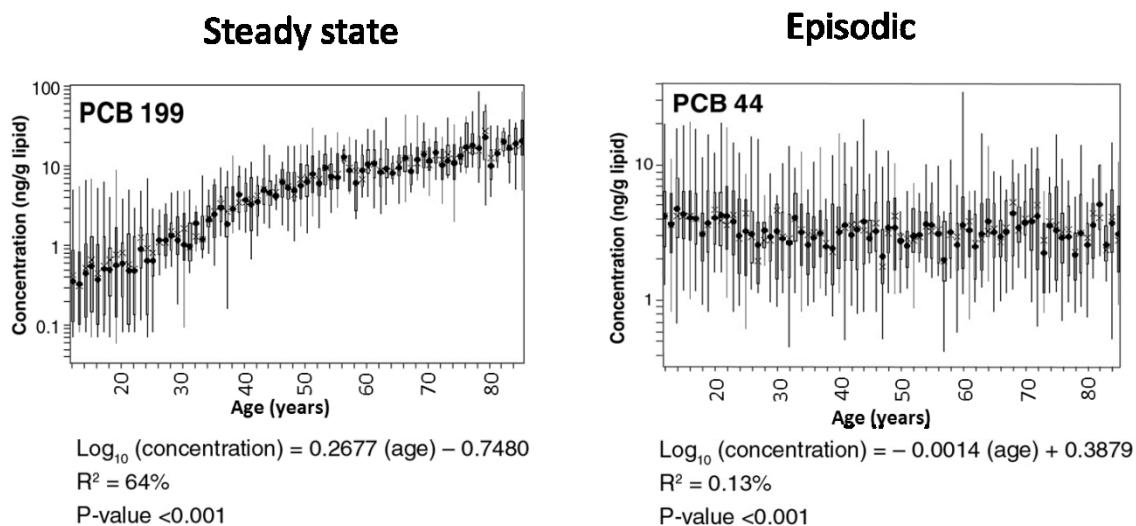 Steady state
Concentration (ng/g lipid)
100
10
1
0.1
PCB 199
20
30
40
50
60
70
80
Age (years)
Log10 (concentration) = 0.2677 (age) – 0.7480
R² = 64%
P-value <0.001
Episodic
Concentration (ng/g lipid)
10
1
PCB 44
20
30
40
50
60
70
80
Age (years)
Log10 (concentration) = – 0.0014 (age) + 0.3879
R² = 0.13%
P-value <0.001